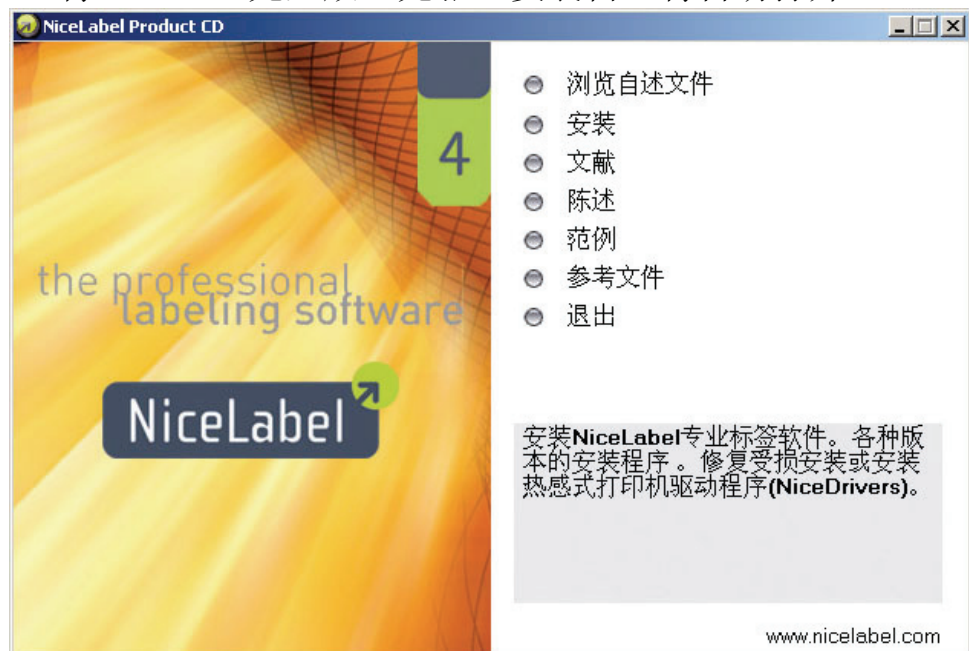 NiceLabel Product CD
4
the professional
labeling software
NiceLabel
浏览自述文件
安装
文献
陈述
范例
参考文件
退出
安装NiceLabel专业标签软件。各种版
本的安装程序 。修复受损安装或安装
热感式打印机驱动程序(NiceDrivers)。
www.nicelabel.com